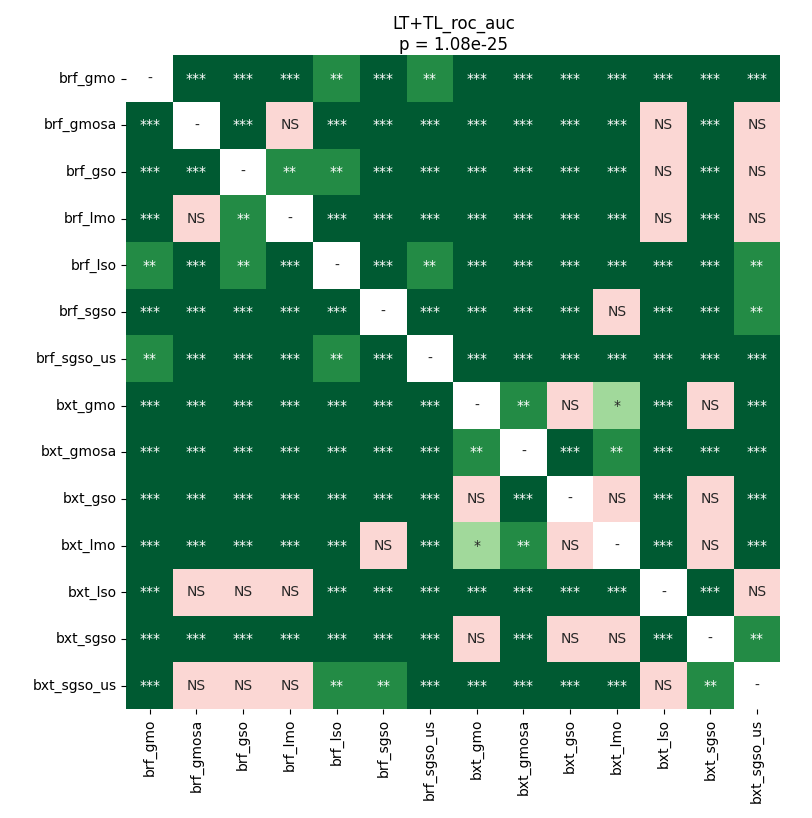 LT+TL_roc_auc
p = 1.08e-25
brf_gmo - *** *** *** ** *** ** *** *** *** *** *** *** ***
brf_gmosa *** - *** NS *** *** *** *** *** *** *** NS *** NS
brf_gso *** *** - ** ** *** *** *** *** *** *** NS *** NS
brf_lmo *** NS ** - *** *** *** *** *** *** *** NS *** NS
brf_lso ** *** ** *** - *** ** *** *** *** *** *** *** **
brf_sgso *** *** *** *** *** - *** *** *** *** NS *** *** **
brf_sgso_us ** *** *** *** ** *** - *** *** *** *** *** *** ***
bxt_gmo *** *** *** *** *** *** *** - ** NS * *** NS ***
bxt_gmosa *** *** *** *** *** *** *** ** - *** ** *** *** ***
bxt_gso *** *** *** *** *** *** *** NS *** - NS *** NS ***
bxt_lmo *** *** *** *** *** NS *** * ** NS - *** NS ***
bxt_lso *** NS NS NS *** *** *** *** *** *** *** - *** NS
bxt_sgso *** *** *** *** *** *** *** NS *** NS NS *** - **
bxt_sgso_us *** NS NS NS ** ** *** *** *** *** *** NS ** -
brf_gmo brf_gmosa brf_gso brf_lmo brf_lso brf_sgso brf_sgso_us bxt_gmo bxt_gmosa bxt_gso bxt_lmo bxt_lso bxt_sgso bxt_sgso_us